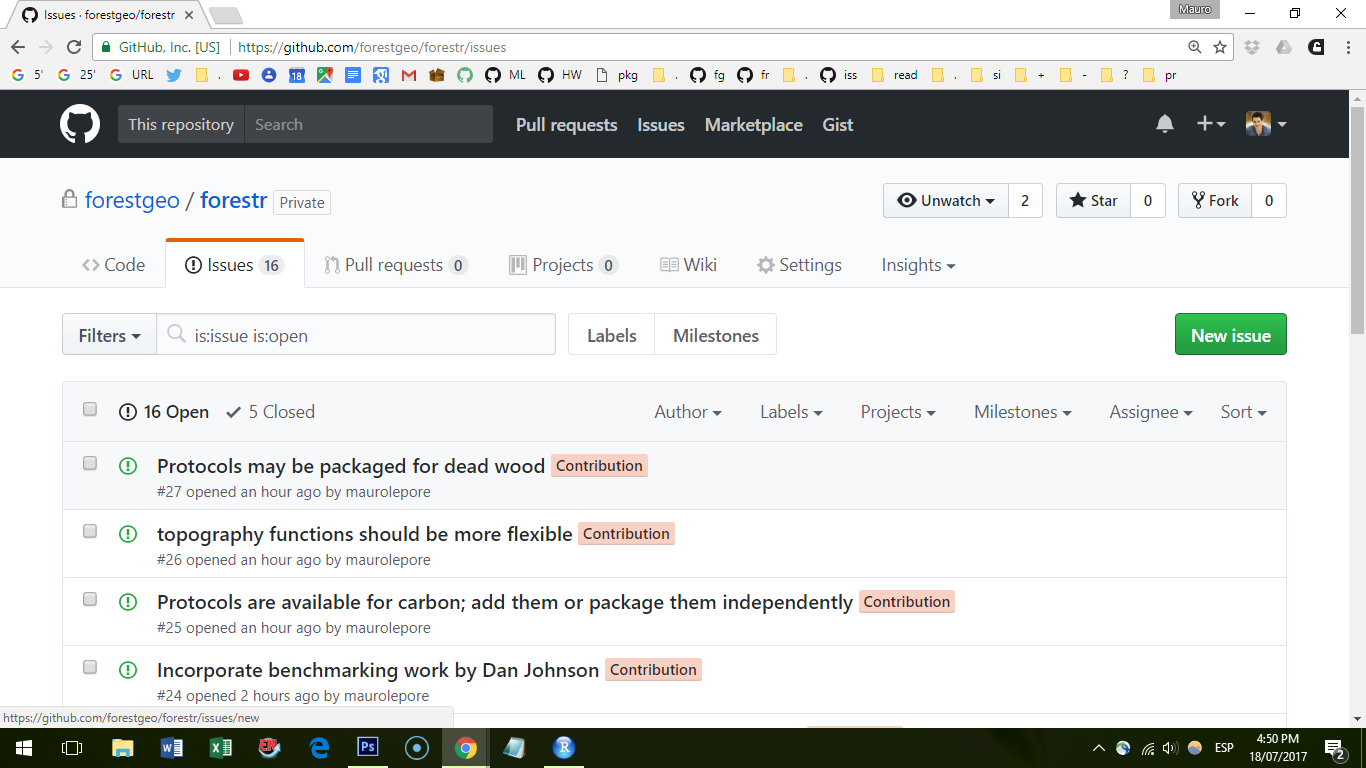 Issues · forestgeo/forestr
Mauro
GitHub, Inc. [US] https://github.com/forestgeo/forestr/issues
5' 25' URL . 18 ML HW pkg . fg fr . iss read . si + - ? pr
This repository Search Pull requests Issues Marketplace Gist
forestgeo / forestr Private Unwatch 2 Star 0 Fork 0
Code Issues 16 Pull requests 0 Projects 0 Wiki Settings Insights
Filters is:issue is:open Labels Milestones New issue
16 Open 5 Closed Author Labels Projects Milestones Assignee Sort
Protocols may be packaged for dead wood Contribution
#27 opened an hour ago by maurolepore
topography functions should be more flexible Contribution
#26 opened an hour ago by maurolepore
Protocols are available for carbon; add them or package them independently Contribution
#25 opened an hour ago by maurolepore
Incorporate benchmarking work by Dan Johnson Contribution
#24 opened 2 hours ago by maurolepore
https://github.com/forestgeo/forestr/issues/new
Ps R ESP 4:50 PM 2
18/07/2017